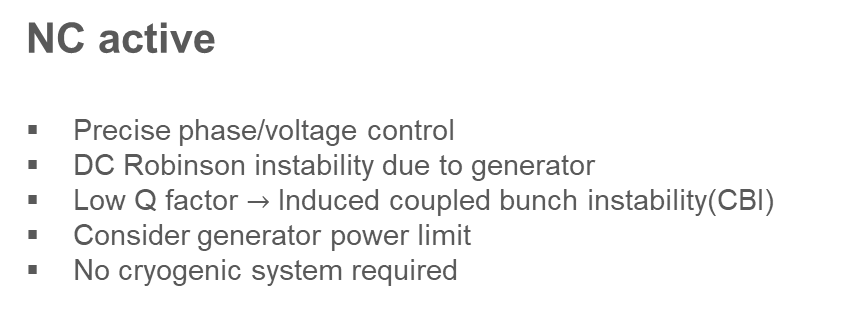 NC active
▪ Precise phase/voltage control
▪ DC Robinson instability due to generator
▪ Low Q factor → Induced coupled bunch instability(CBI)
▪ Consider generator power limit
▪ No cryogenic system required